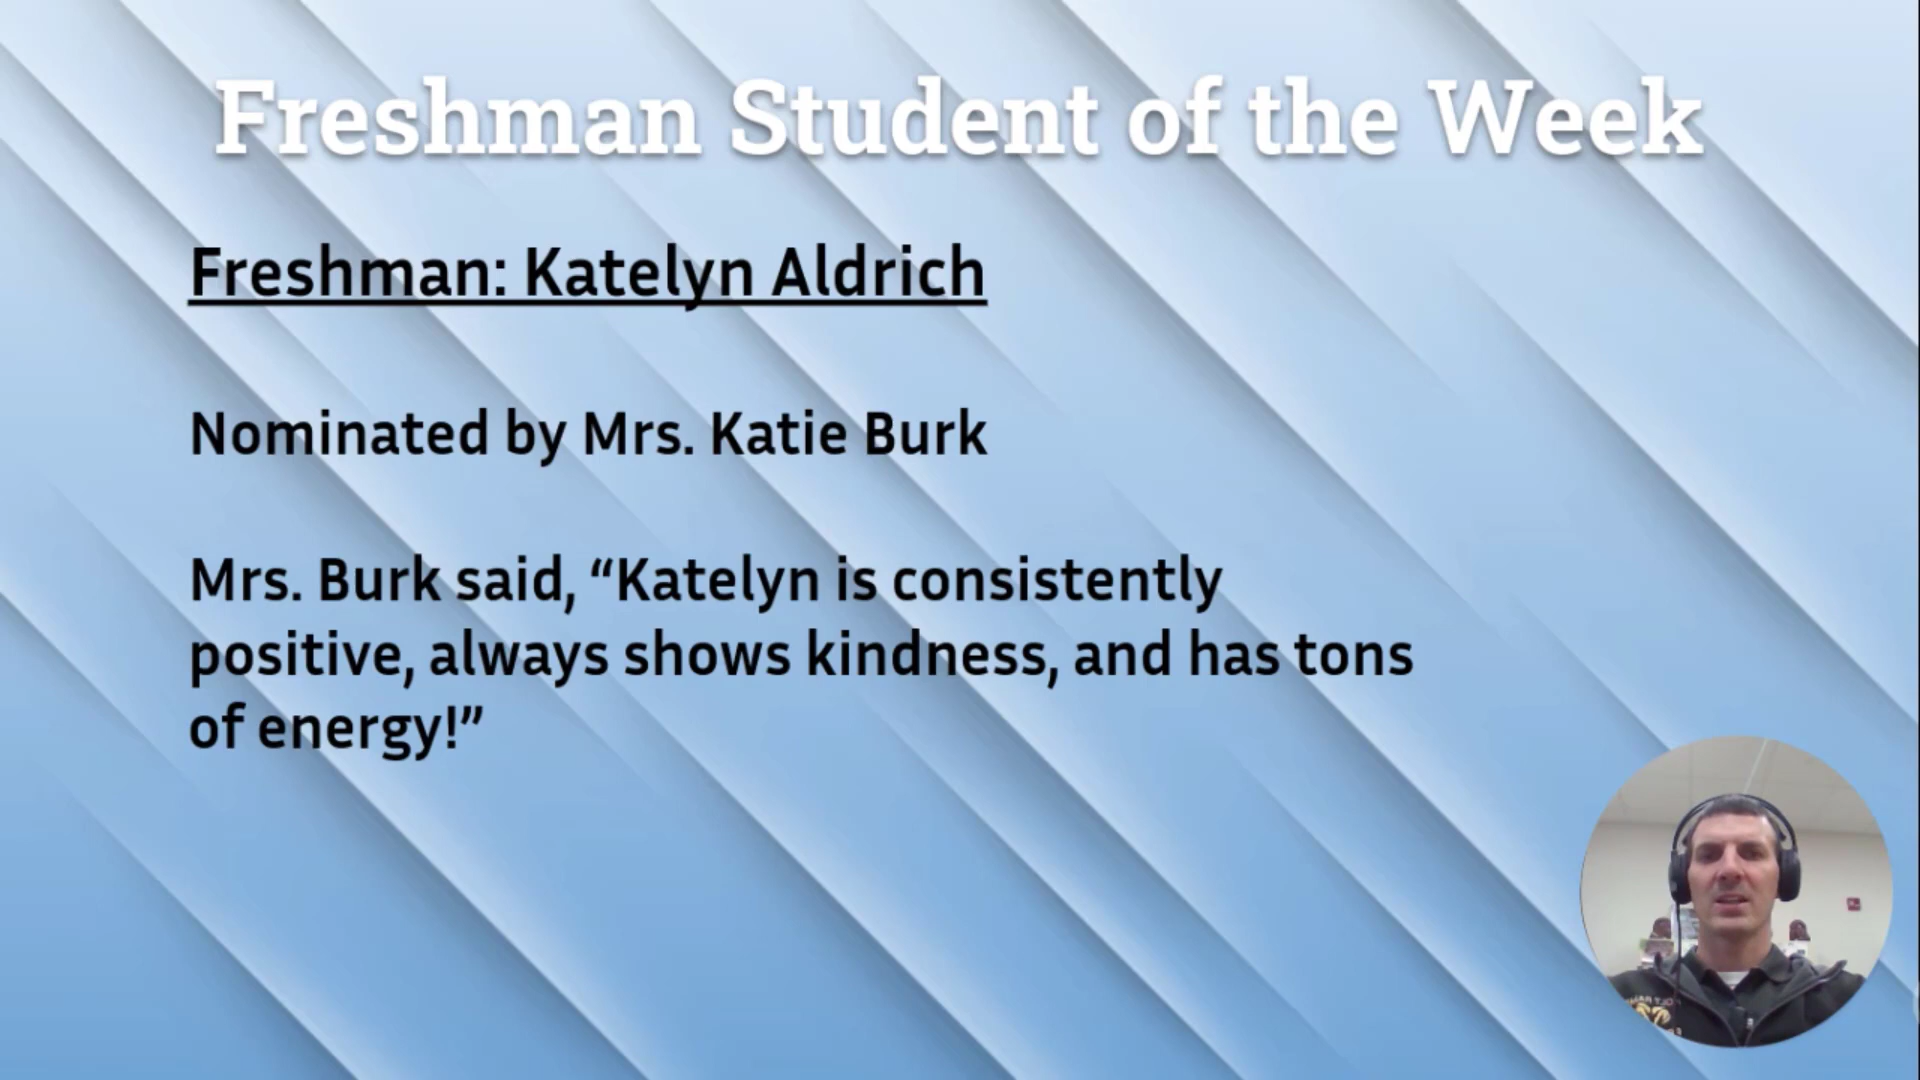 Freshman Student of the Week
Freshman: Katelyn Aldrich
Nominated by Mrs. Katie Burk
Mrs. Burk said, “Katelyn is consistently
positive, always shows kindness, and has tons
of energy!”